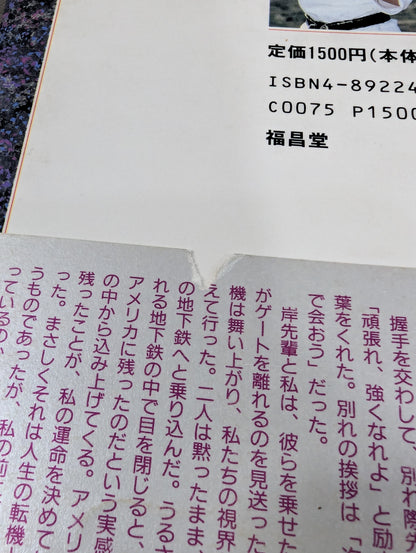 定価1500円(本体
ISBN4-89224
C0075 P1500
福昌堂
握手を交わして、別れ際
「頑張れ、強くなれよ」と励
葉をくれた。別れの挨拶は「
で会おう」だった。
岸先輩と私は、彼らを乗せた
がゲートを離れるのを見送った
機は舞い上がり、私たちの視界
えて行った。二人は黙ったまま、
の地下鉄へと乗り込んだ。うるさ
れる地下鉄の中で目を閉じると、
アメリカに残ったのだという実感
の中から込み上げてくる。アメリ
残ったことが、私の運命を決めて
った。まさしくそれは人生の転機
うものであったが、私の前
っているの、